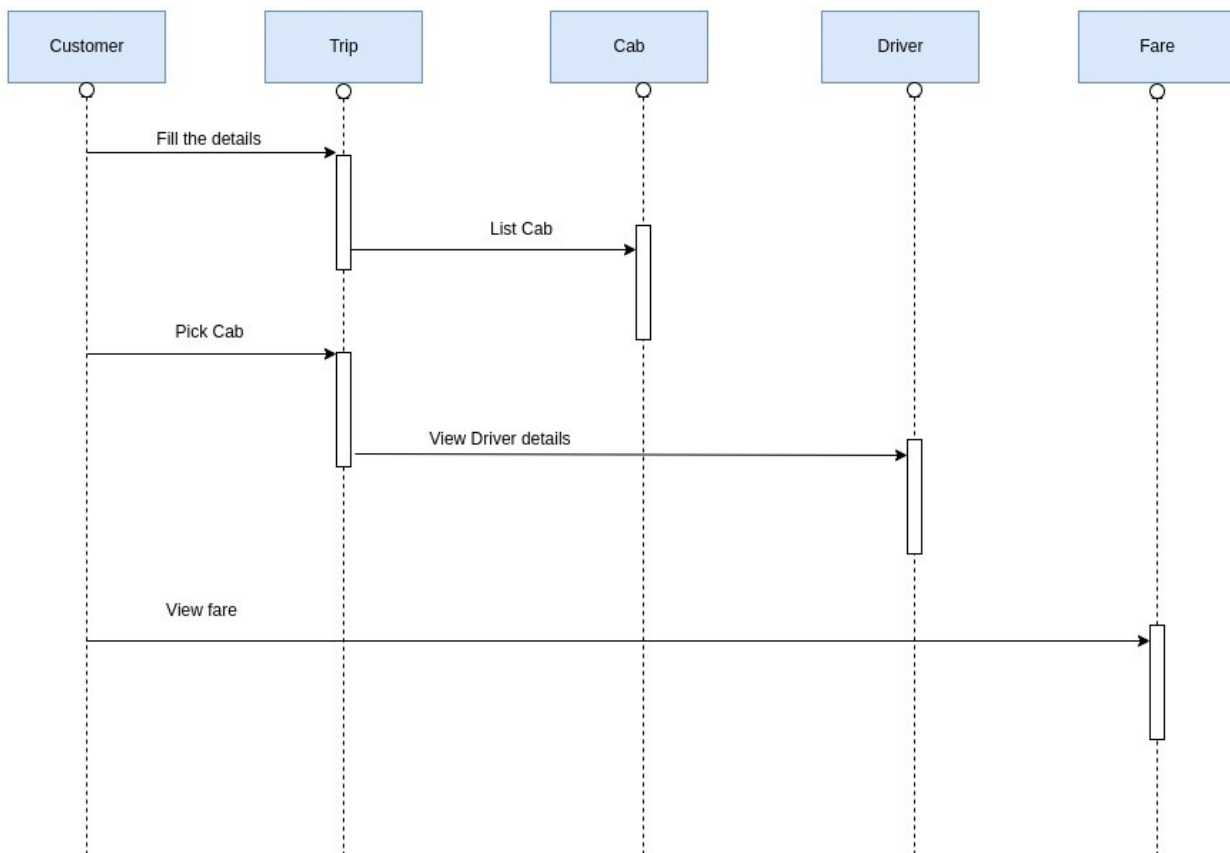 Customer
Trip
Cab
Driver
Fare
Fill the details
List Cab
Pick Cab
View Driver details
View fare